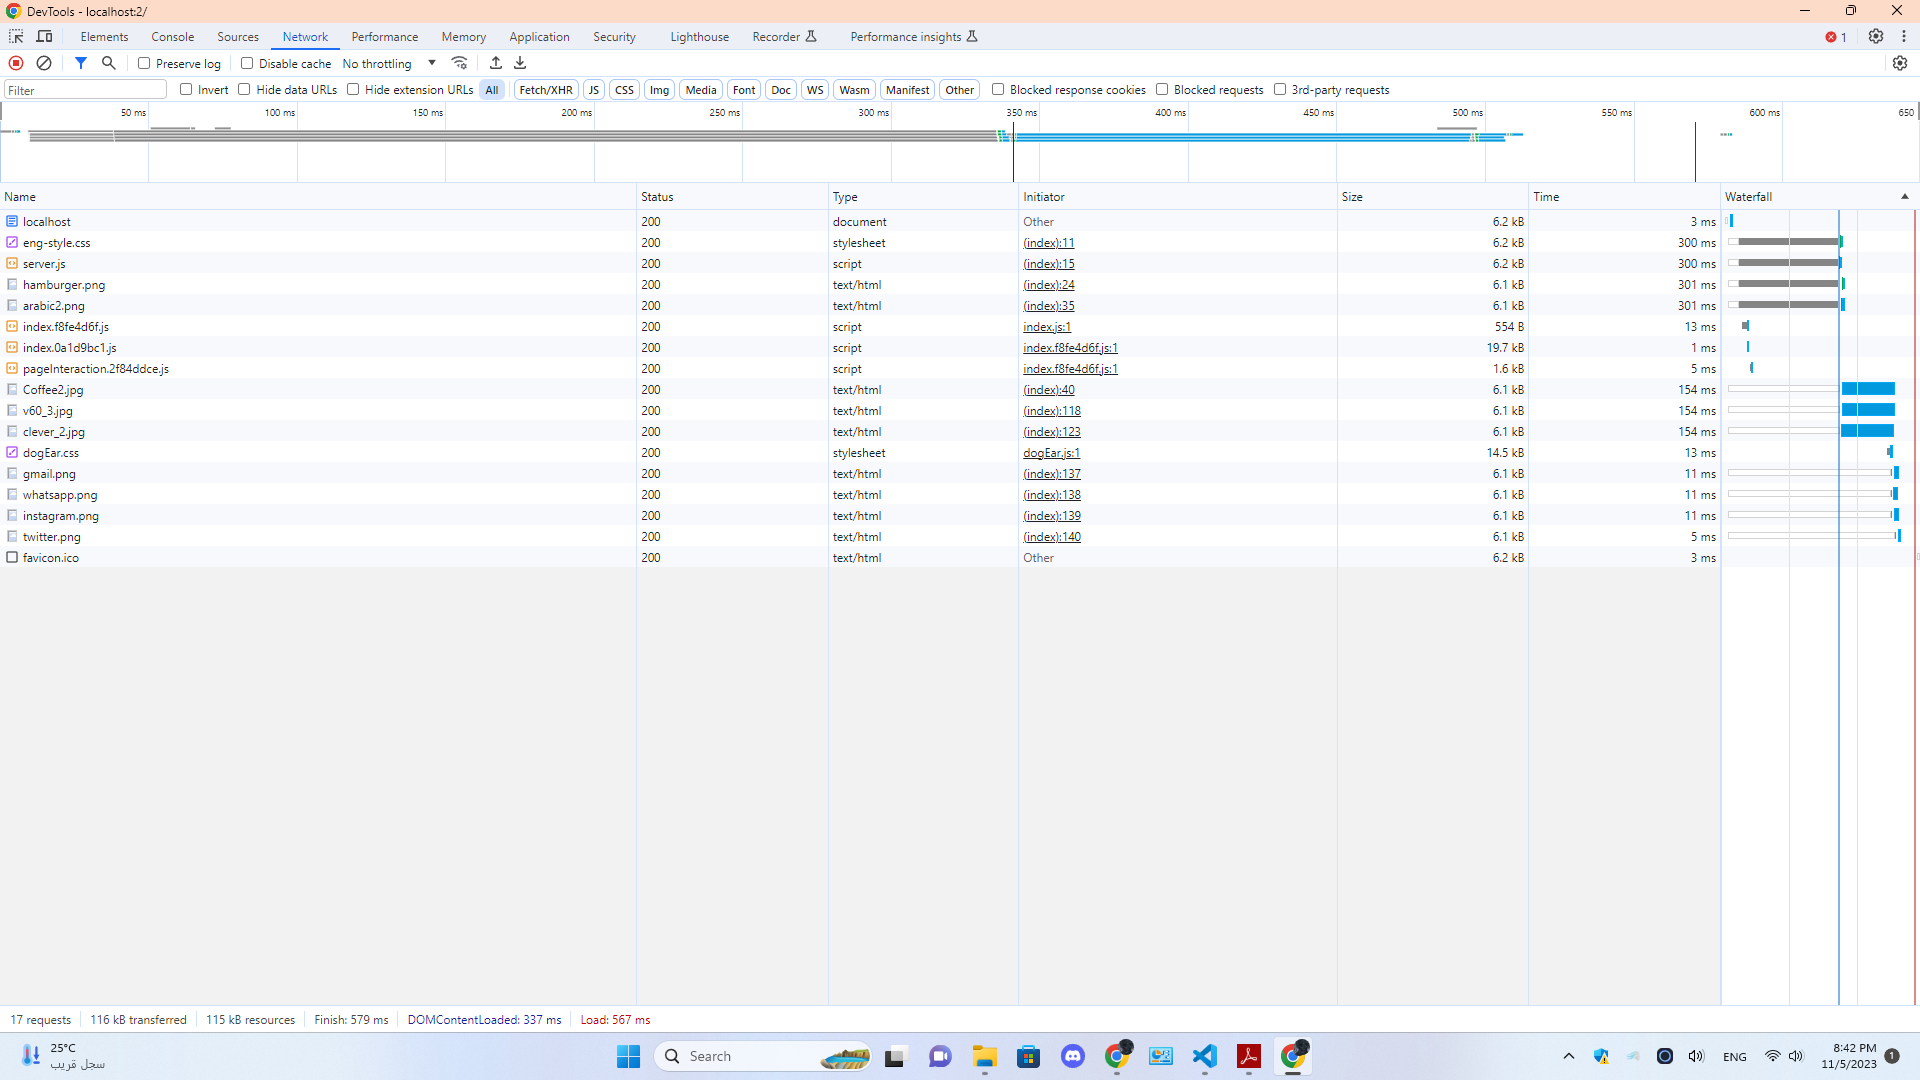 DevTools - localhost:2/
Elements Console Sources Network Performance Memory Application Security Lighthouse Recorder Performance insights 1
Preserve log Disable cache No throttling
Filter Invert Hide data URLs Hide extension URLs All Fetch/XHR JS CSS Img Media Font Doc WS Wasm Manifest Other Blocked response cookies Blocked requests 3rd-party requests
50 ms 100 ms 150 ms 200 ms 250 ms 300 ms 350 ms 400 ms 450 ms 500 ms 550 ms 600 ms 650
Name Status Type Initiator Size Time Waterfall
localhost 200 document Other 6.2 kB 3 ms
eng-style.css 200 stylesheet (index):11 6.2 kB 300 ms
server.js 200 script (index):15 6.2 kB 300 ms
hamburger.png 200 text/html (index):24 6.1 kB 301 ms
arabic2.png 200 text/html (index):35 6.1 kB 301 ms
index.f8fe4d6f.js 200 script index.js:1 554 B 13 ms
index.0a1d9bc1.js 200 script index.f8fe4d6f.js:1 19.7 kB 1 ms
pageInteraction.2f84ddce.js 200 script index.f8fe4d6f.js:1 1.6 kB 5 ms
Coffee2.jpg 200 text/html (index):40 6.1 kB 154 ms
v60_3.jpg 200 text/html (index):118 6.1 kB 154 ms
clever_2.jpg 200 text/html (index):123 6.1 kB 154 ms
dogEar.css 200 stylesheet dogEar.js:1 14.5 kB 13 ms
gmail.png 200 text/html (index):137 6.1 kB 11 ms
whatsapp.png 200 text/html (index):138 6.1 kB 11 ms
instagram.png 200 text/html (index):139 6.1 kB 11 ms
twitter.png 200 text/html (index):140 6.1 kB 5 ms
favicon.ico 200 text/html Other 6.2 kB 3 ms
17 requests 116 kB transferred 115 kB resources Finish: 579 ms DOMContentLoaded: 337 ms Load: 567 ms
25°C
سجل قريب
Search
ENG
8:42 PM
11/5/2023
1